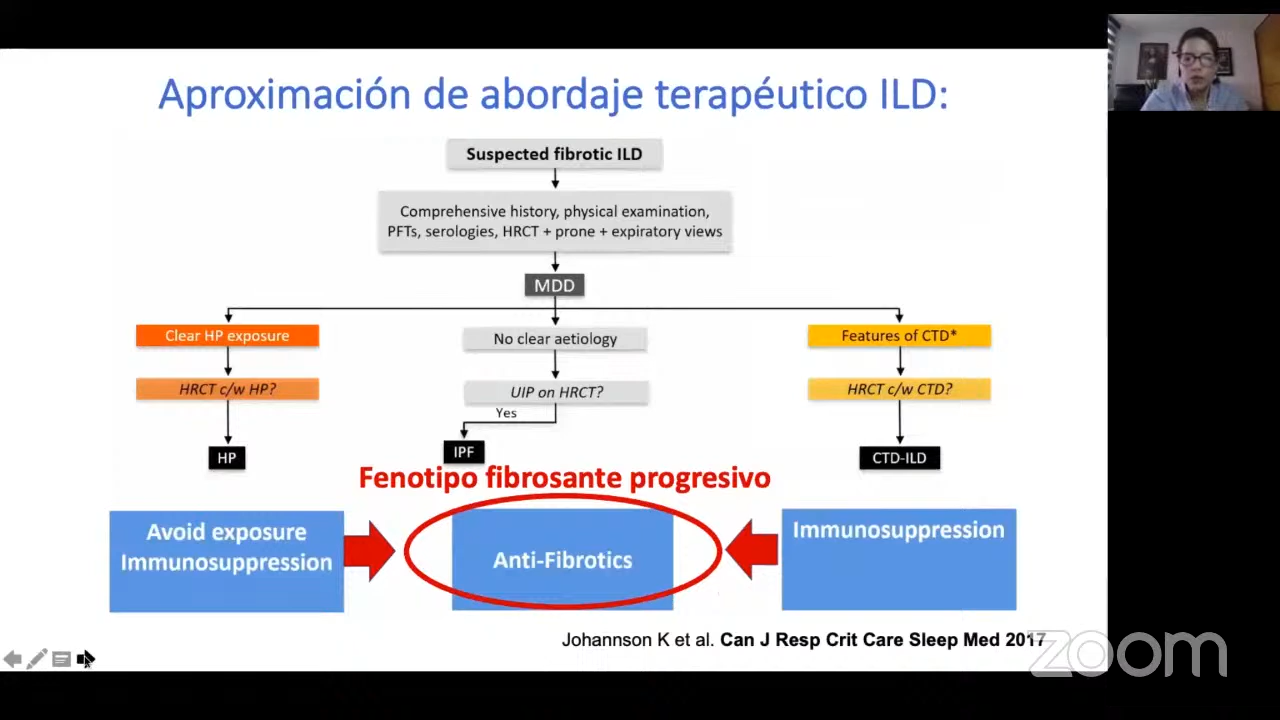 Aproximación de abordaje terapéutico ILD:
Suspected fibrotic ILD
Comprehensive history, physical examination,
PFTs, serologies, HRCT + prone + expiratory views
MDD
Clear HP exposure
No clear aetiology
Features of CTD*
HRCT c/w HP?
UIP on HRCT?
HRCT c/w CTD?
Yes
HP
IPF
CTD-ILD
Fenotipo fibrosante progresivo
Avoid exposure
Immunosuppression
Anti-Fibrotics
Immunosuppression
Johannson K et al. Can J Resp Crit Care Sleep Med 2017
zoom